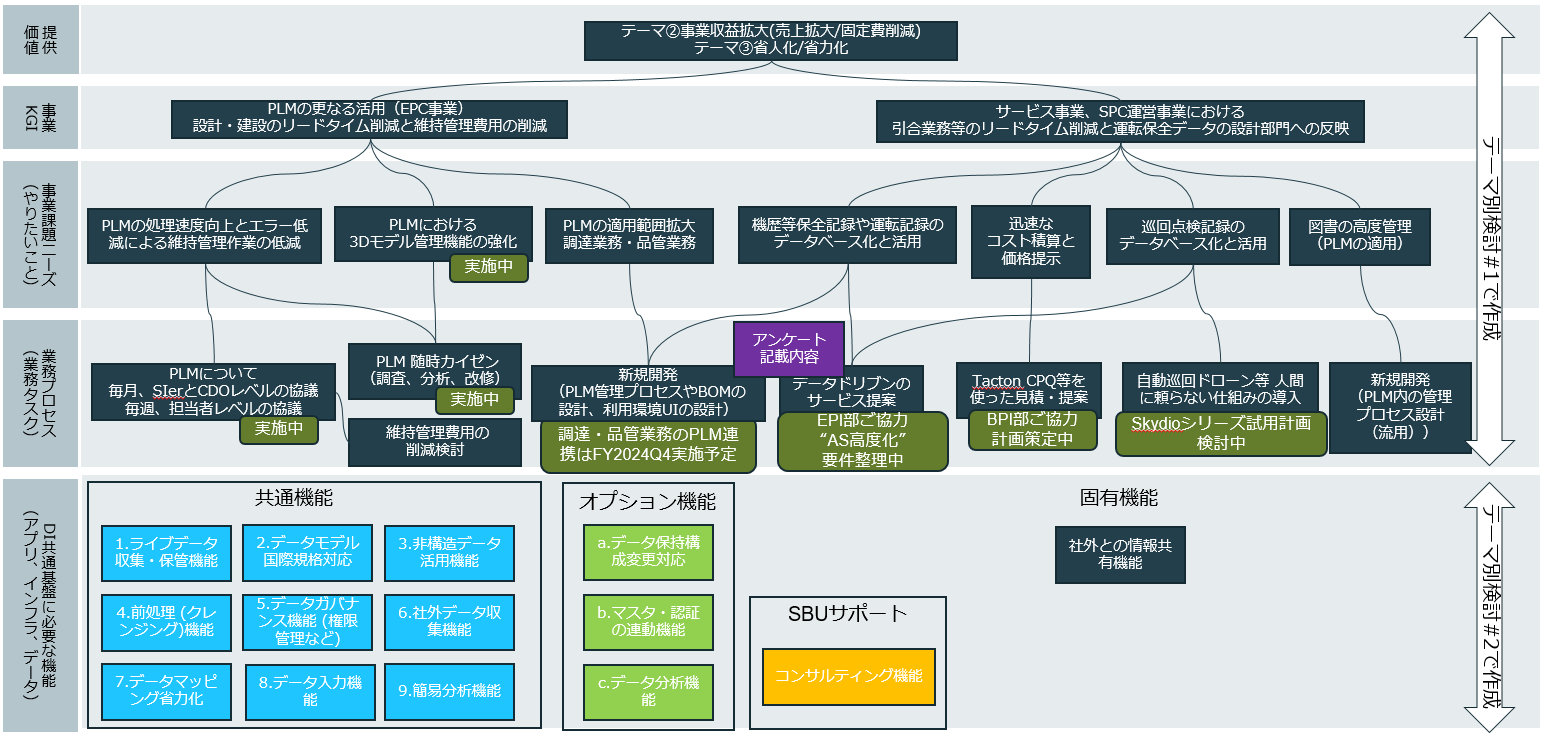 提供
価値
テーマ②事業収益拡大(売上拡大/固定費削減)
テーマ③省人化/省力化
事業
KGI
PLMの更なる活用（EPC事業）
設計・建設のリードタイム削減と維持管理費用の削減
サービス事業、SPC運営事業における
引合業務等のリードタイム削減と運転保全データの設計部門への反映
テーマ別検討＃1で作成
事業課題ニーズ
(やりたいこと)
PLMの処理速度向上とエラー低
減による維持管理作業の低減
PLMにおける
3Dモデル管理機能の強化
実施中
PLMの適用範囲拡大
調達業務・品管業務
機歴等保全記録や運転記録の
データベース化と活用
迅速な
コスト積算と
価格提示
巡回点検記録の
データベース化と活用
図書の高度管理
(PLMの適用）
業務プロセス
(業務タスク)
PLMについて
毎月、SIerとCDOレベルの協議
毎週、担当者レベルの協議
実施中
PLM 随時カイゼン
（調査、分析、改修）
実施中
維持管理費用の
削減検討
アンケート
記載内容
新規開発
（PLM管理プロセスやBOMの
設計、利用環境UIの設計）
調達・品管業務のPLM連
携はFY2024Q4実施予定
データドリブンの
サービス提案
EPI部ご協力
“AS高度化”
要件整理中
Tacton CPQ等を
使った見積・提案
BPI部ご協力
計画策定中
自動巡回ドローン等 人間
に頼らない仕組みの導入
Skydioシリーズ試用計画
検討中
新規開発
（PLM内の管理
プロセス設計
（流用））
DI共通基盤に必要な機能
(アプリ、インフラ、データ)
共通機能
1.ライブデータ
収集・保管機能
2.データモデル
国際規格対応
3.非構造データ
活用機能
4.前処理 (クレ
ンジング)機能
5.データガバナ
ンス機能 (権限
管理など)
6.社外データ収
集機能
7.データマッピ
ング省力化
8.データ入力機
能
9.簡易分析機能
オプション機能
a.データ保持構
成変更対応
b.マスタ・認証
の連動機能
c.データ分析機
能
SBUサポート
コンサルティング機能
固有機能
社外との情報共
有機能
テーマ別検討＃2で作成